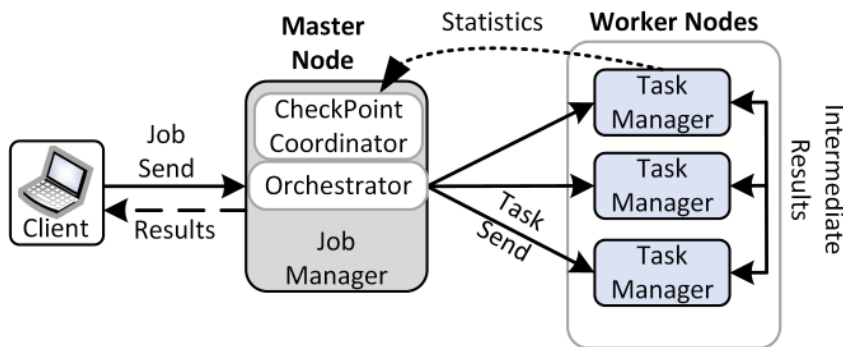 Statistics
Worker Nodes
Master
Node
CheckPoint
Coordinator
Orchestrator
Job
Manager
Job
Send
Client
Results
Task
Send
Task
Manager
Task
Manager
Task
Manager
Intermediate
Results